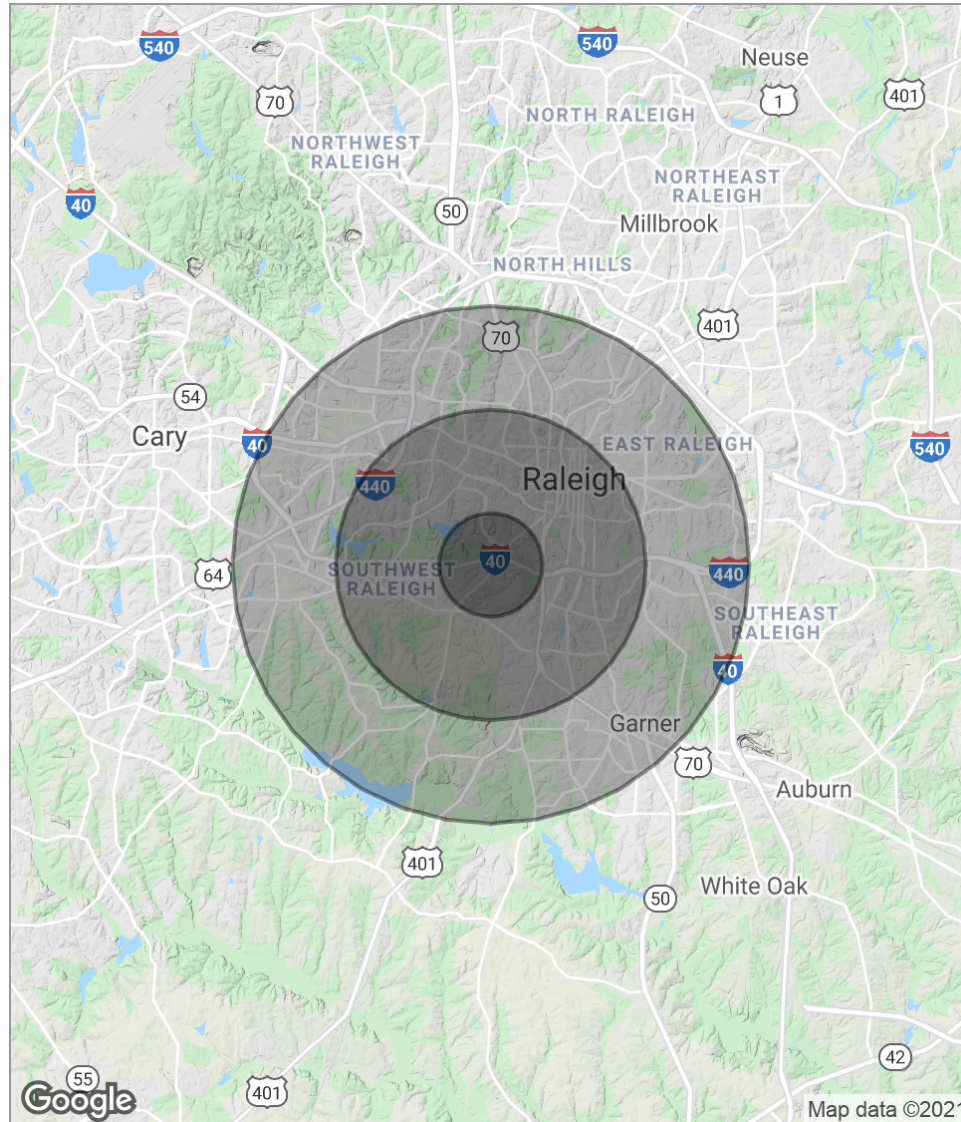 540
540
Neuse
70
1
401
NORTH RALEIGH
NORTHWEST
RALEIGH
NORTHEAST
RALEIGH
40
50
Millbrook
NORTH HILLS
401
70
54
Cary
40
EAST RALEIGH
540
440
Raleigh
40
64
SOUTHWEST
RALEIGH
440
SOUTHEAST
RALEIGH
40
Garner
70
Auburn
401
White Oak
50
42
55
401
Google
Map data ©2021